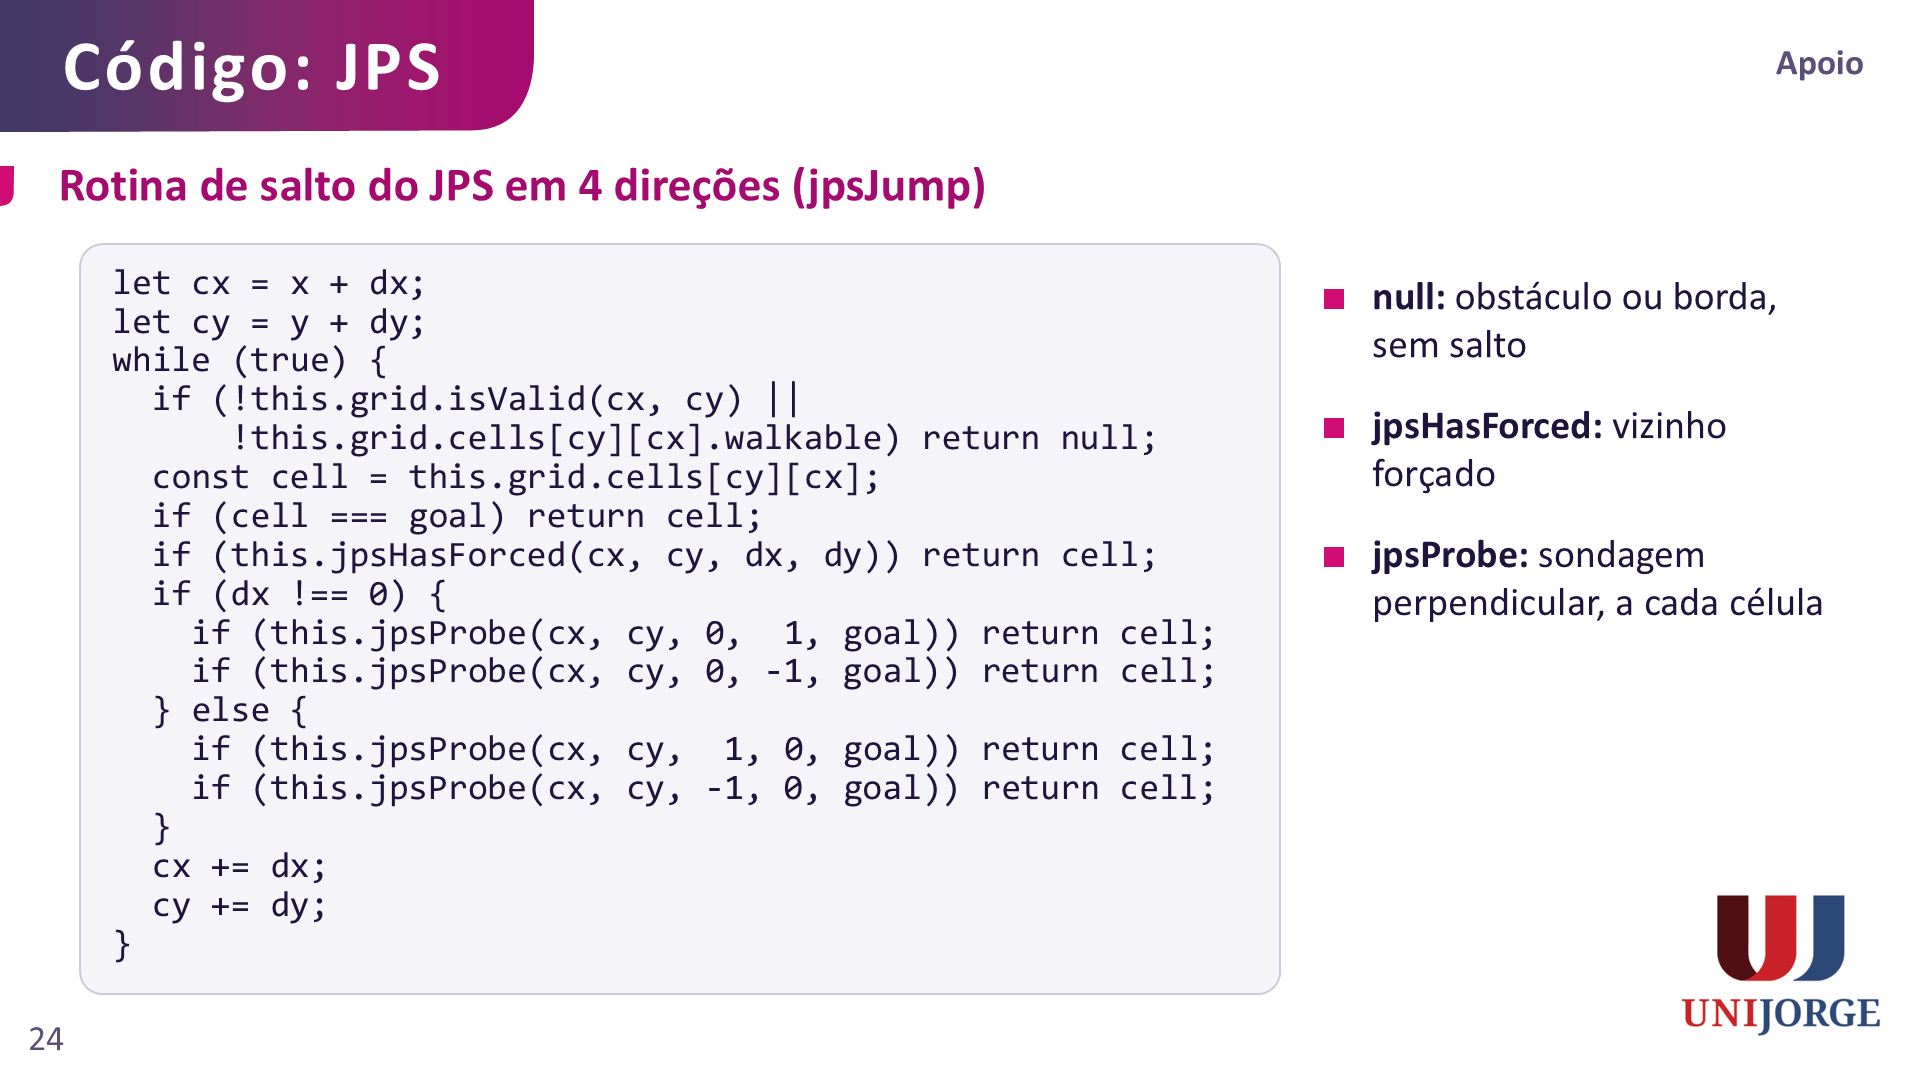 Código: JPS
Apoio
Rotina de salto do JPS em 4 direções (jpsJump)
let cx = x + dx;
let cy = y + dy;
while (true) {
  if (!this.grid.isValid(cx, cy) ||
      !this.grid.cells[cy][cx].walkable) return null;
  const cell = this.grid.cells[cy][cx];
  if (cell === goal) return cell;
  if (this.jpsHasForced(cx, cy, dx, dy)) return cell;
  if (dx !== 0) {
    if (this.jpsProbe(cx, cy, 0,  1, goal)) return cell;
    if (this.jpsProbe(cx, cy, 0, -1, goal)) return cell;
  } else {
    if (this.jpsProbe(cx, cy,  1, 0, goal)) return cell;
    if (this.jpsProbe(cx, cy, -1, 0, goal)) return cell;
  }
  cx += dx;
  cy += dy;
}
null: obstáculo ou borda,
sem salto
jpsHasForced: vizinho
forçado
jpsProbe: sondagem
perpendicular, a cada célula
UNIJORGE
24